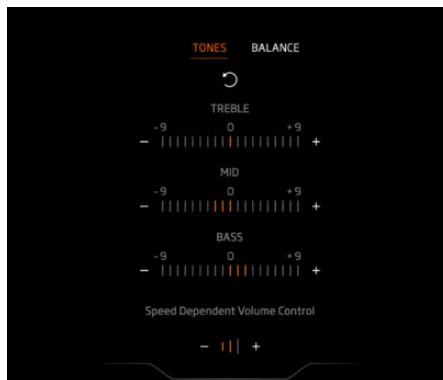 TONES BALANCE
TREBLE
-9 0 +9
- +
MID
-9 0 +9
- +
BASS
-9 0 +9
- +
Speed Dependent Volume Control
- +